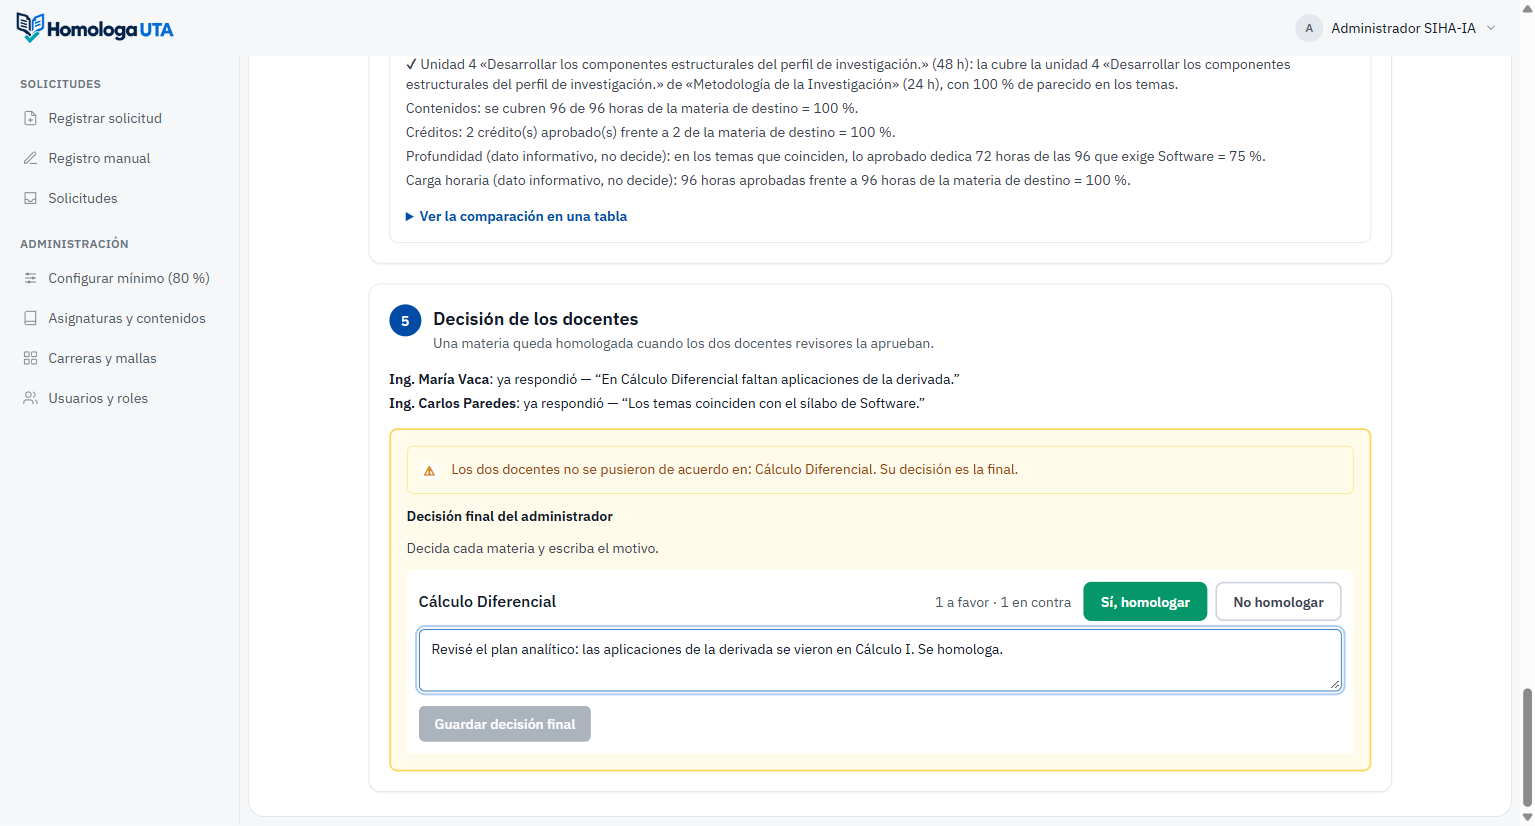 HomologaUTA
A
Administrador SIHA-IA
SOLICITUDES
Registrar solicitud
Registro manual
Solicitudes
ADMINISTRACIÓN
Configurar mínimo (80 %)
Asignaturas y contenidos
Carreras y mallas
Usuarios y roles
✓ Unidad 4 «Desarrollar los componentes estructurales del perfil de investigación.» (48 h): la cubre la unidad 4 «Desarrollar los componentes
estructurales del perfil de investigación.» de «Metodología de la Investigación» (24 h), con 100 % de parecido en los temas.
Contenidos: se cubren 96 de 96 horas de la materia de destino = 100 %.
Créditos: 2 crédito(s) aprobado(s) frente a 2 de la materia de destino = 100 %.
Profundidad (dato informativo, no decide): en los temas que coinciden, lo aprobado dedica 72 horas de las 96 que exige Software = 75 %.
Carga horaria (dato informativo, no decide): 96 horas aprobadas frente a 96 horas de la materia de destino = 100 %.
▶ Ver la comparación en una tabla
5
Decisión de los docentes
Una materia queda homologada cuando los dos docentes revisores la aprueban.
Ing. María Vaca: ya respondió — “En Cálculo Diferencial faltan aplicaciones de la derivada.”
Ing. Carlos Paredes: ya respondió — “Los temas coinciden con el sílabo de Software.”
⚠ Los dos docentes no se pusieron de acuerdo en: Cálculo Diferencial. Su decisión es la final.
Decisión final del administrador
Decida cada materia y escriba el motivo.
Cálculo Diferencial
1 a favor · 1 en contra
Sí, homologar
No homologar
Revisé el plan analítico: las aplicaciones de la derivada se vieron en Cálculo I. Se homologa.
Guardar decisión final